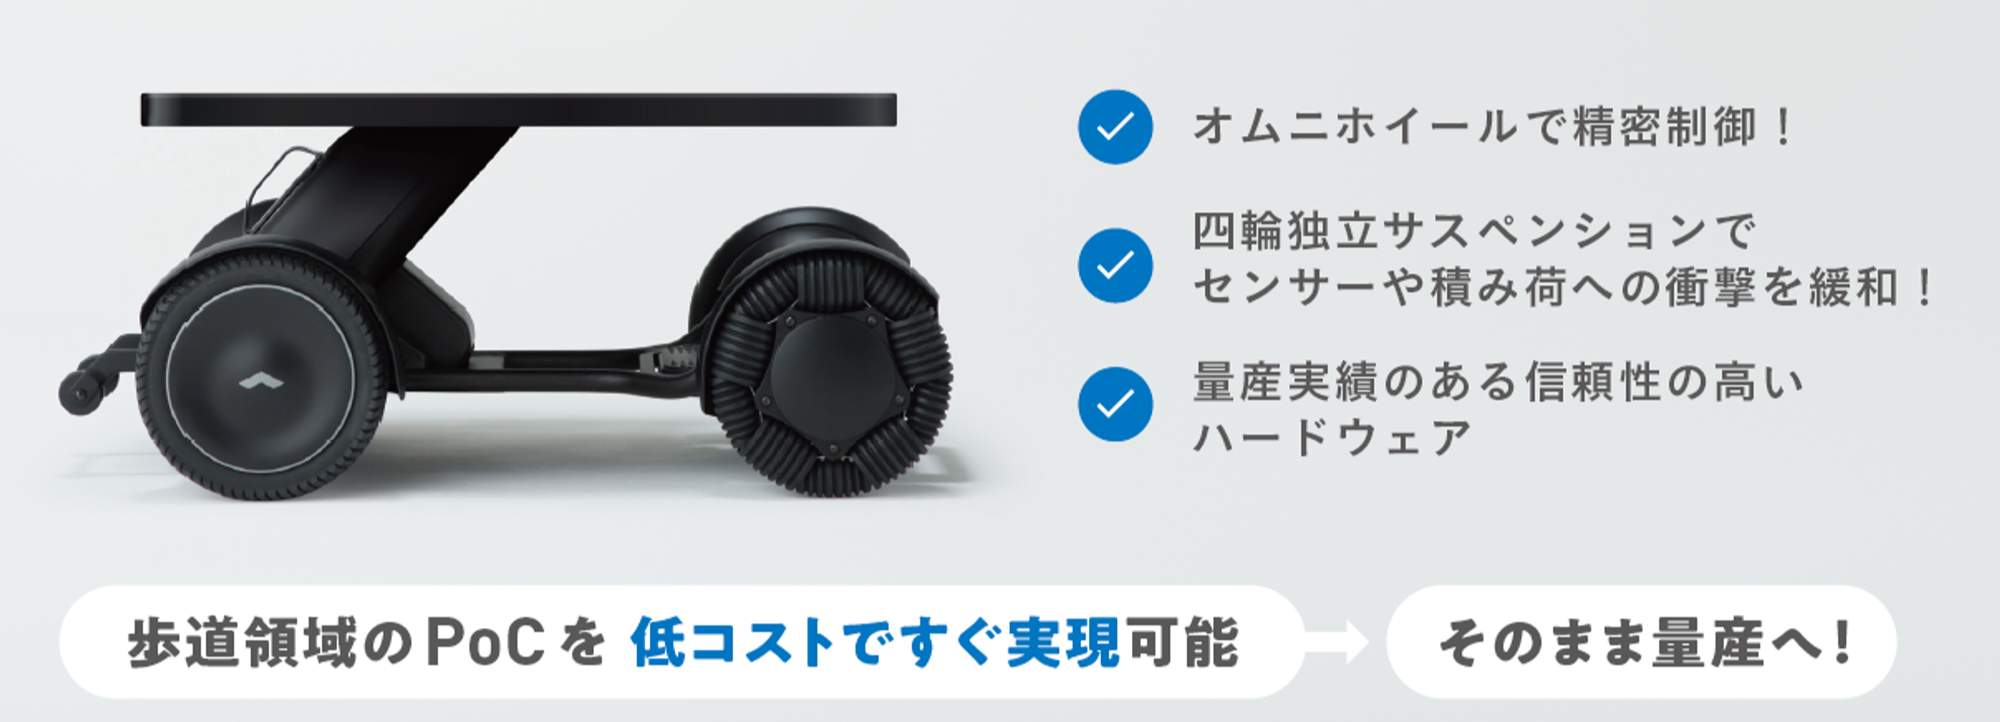 オムニホイールで精密制御！
四輪独立サスペンションで
センサーや積み荷への衝撃を緩和！
量産実績のある信頼性の高い
ハードウェア
歩道領域のPoCを 低コストですぐ実現可能
そのまま量産へ！